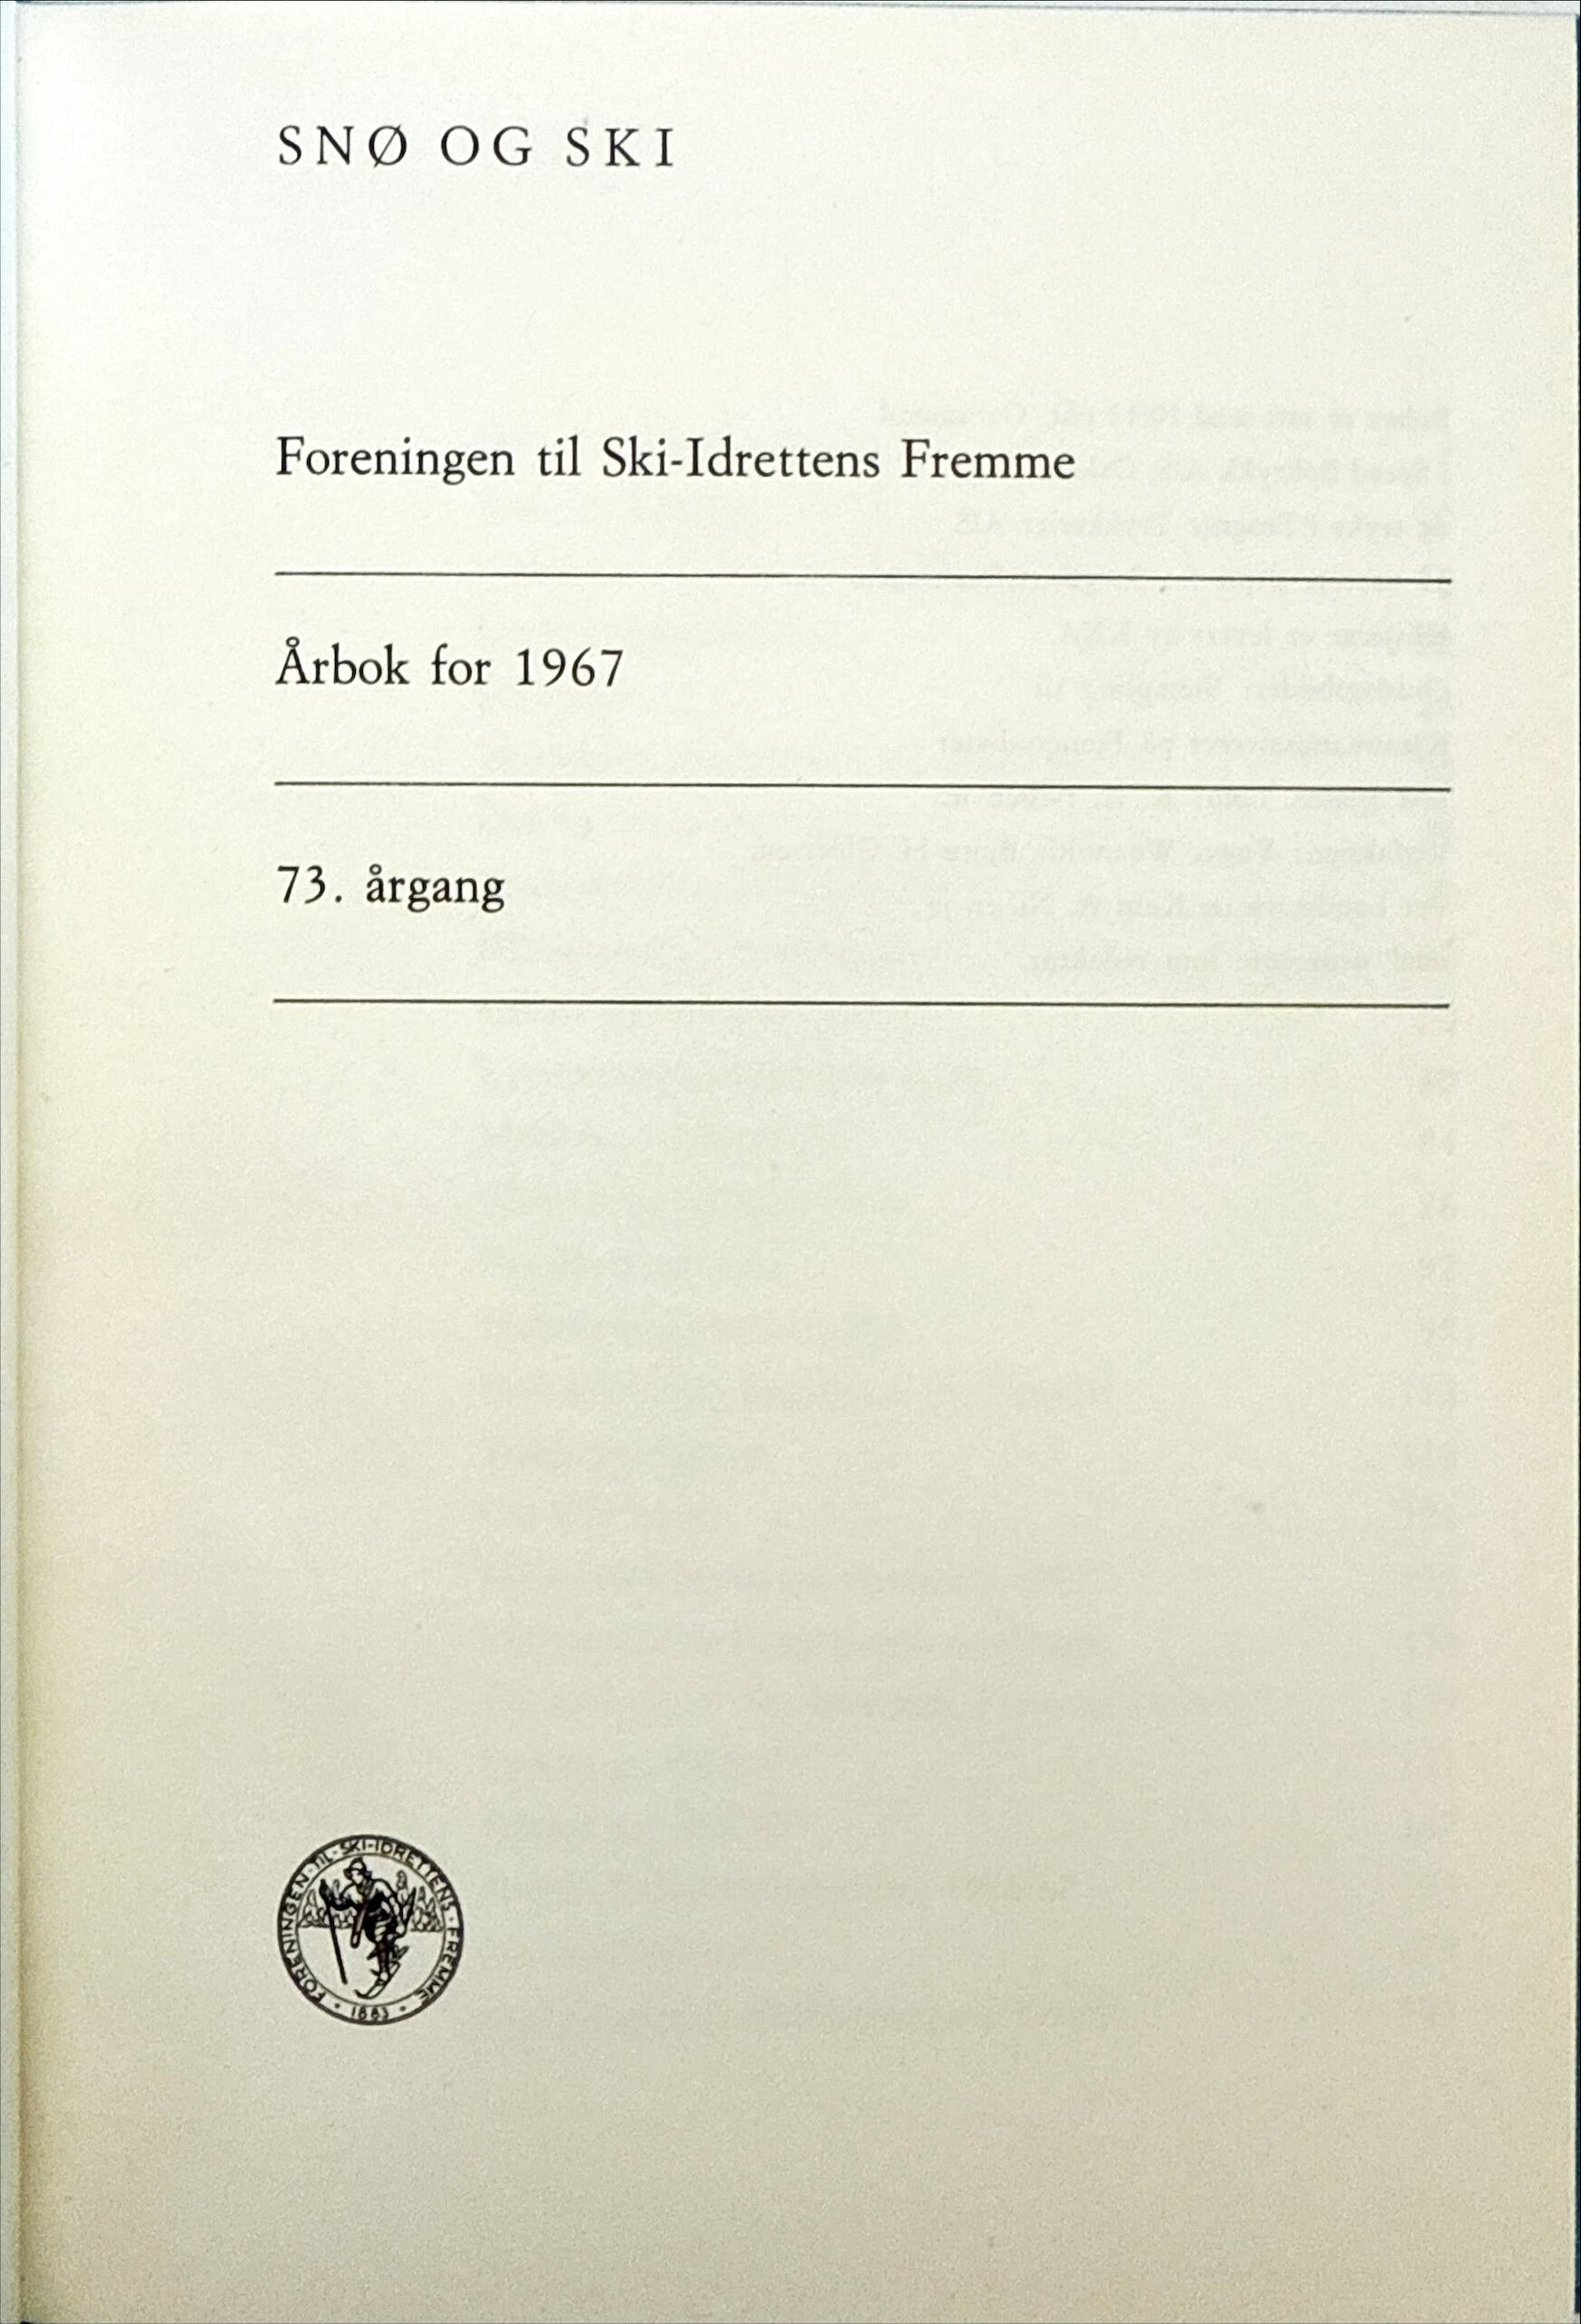 SNØ OG SKI
Foreningen til Ski-Idrettens Fremme
Årbok for 1967
73. årgang
FORENINGEN · TIL · SKI-IDRETTENS · FREMME · 1883 ·